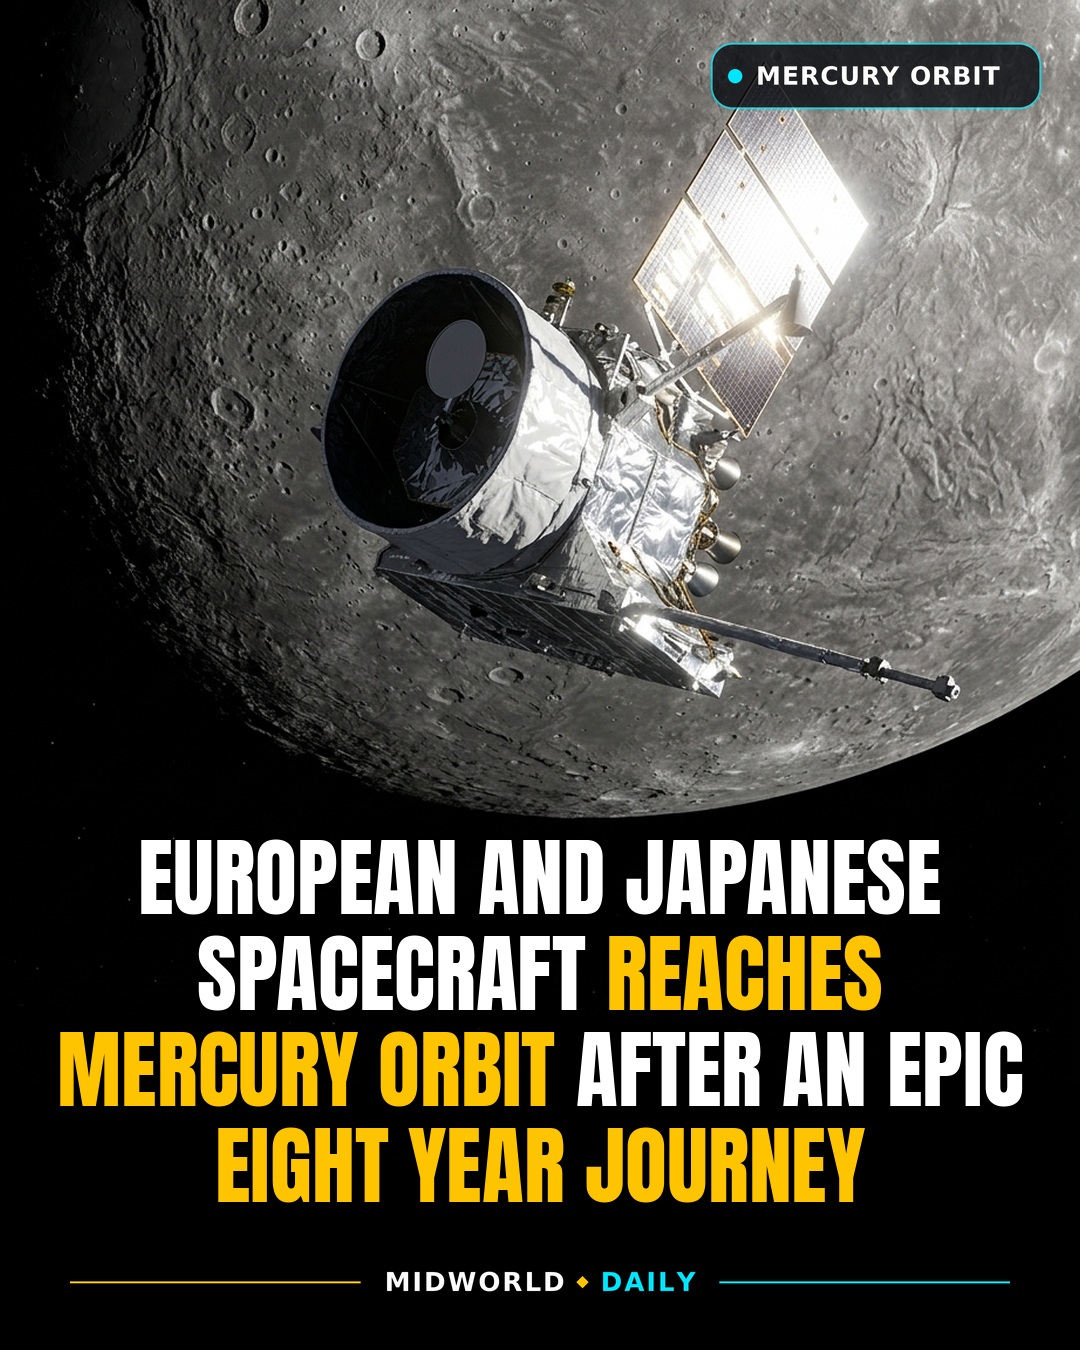 MERCURY ORBIT
EUROPEAN AND JAPANESE
SPACECRAFT REACHES
MERCURY ORBIT AFTER AN EPIC
EIGHT YEAR JOURNEY
MIDWORLD DAILY